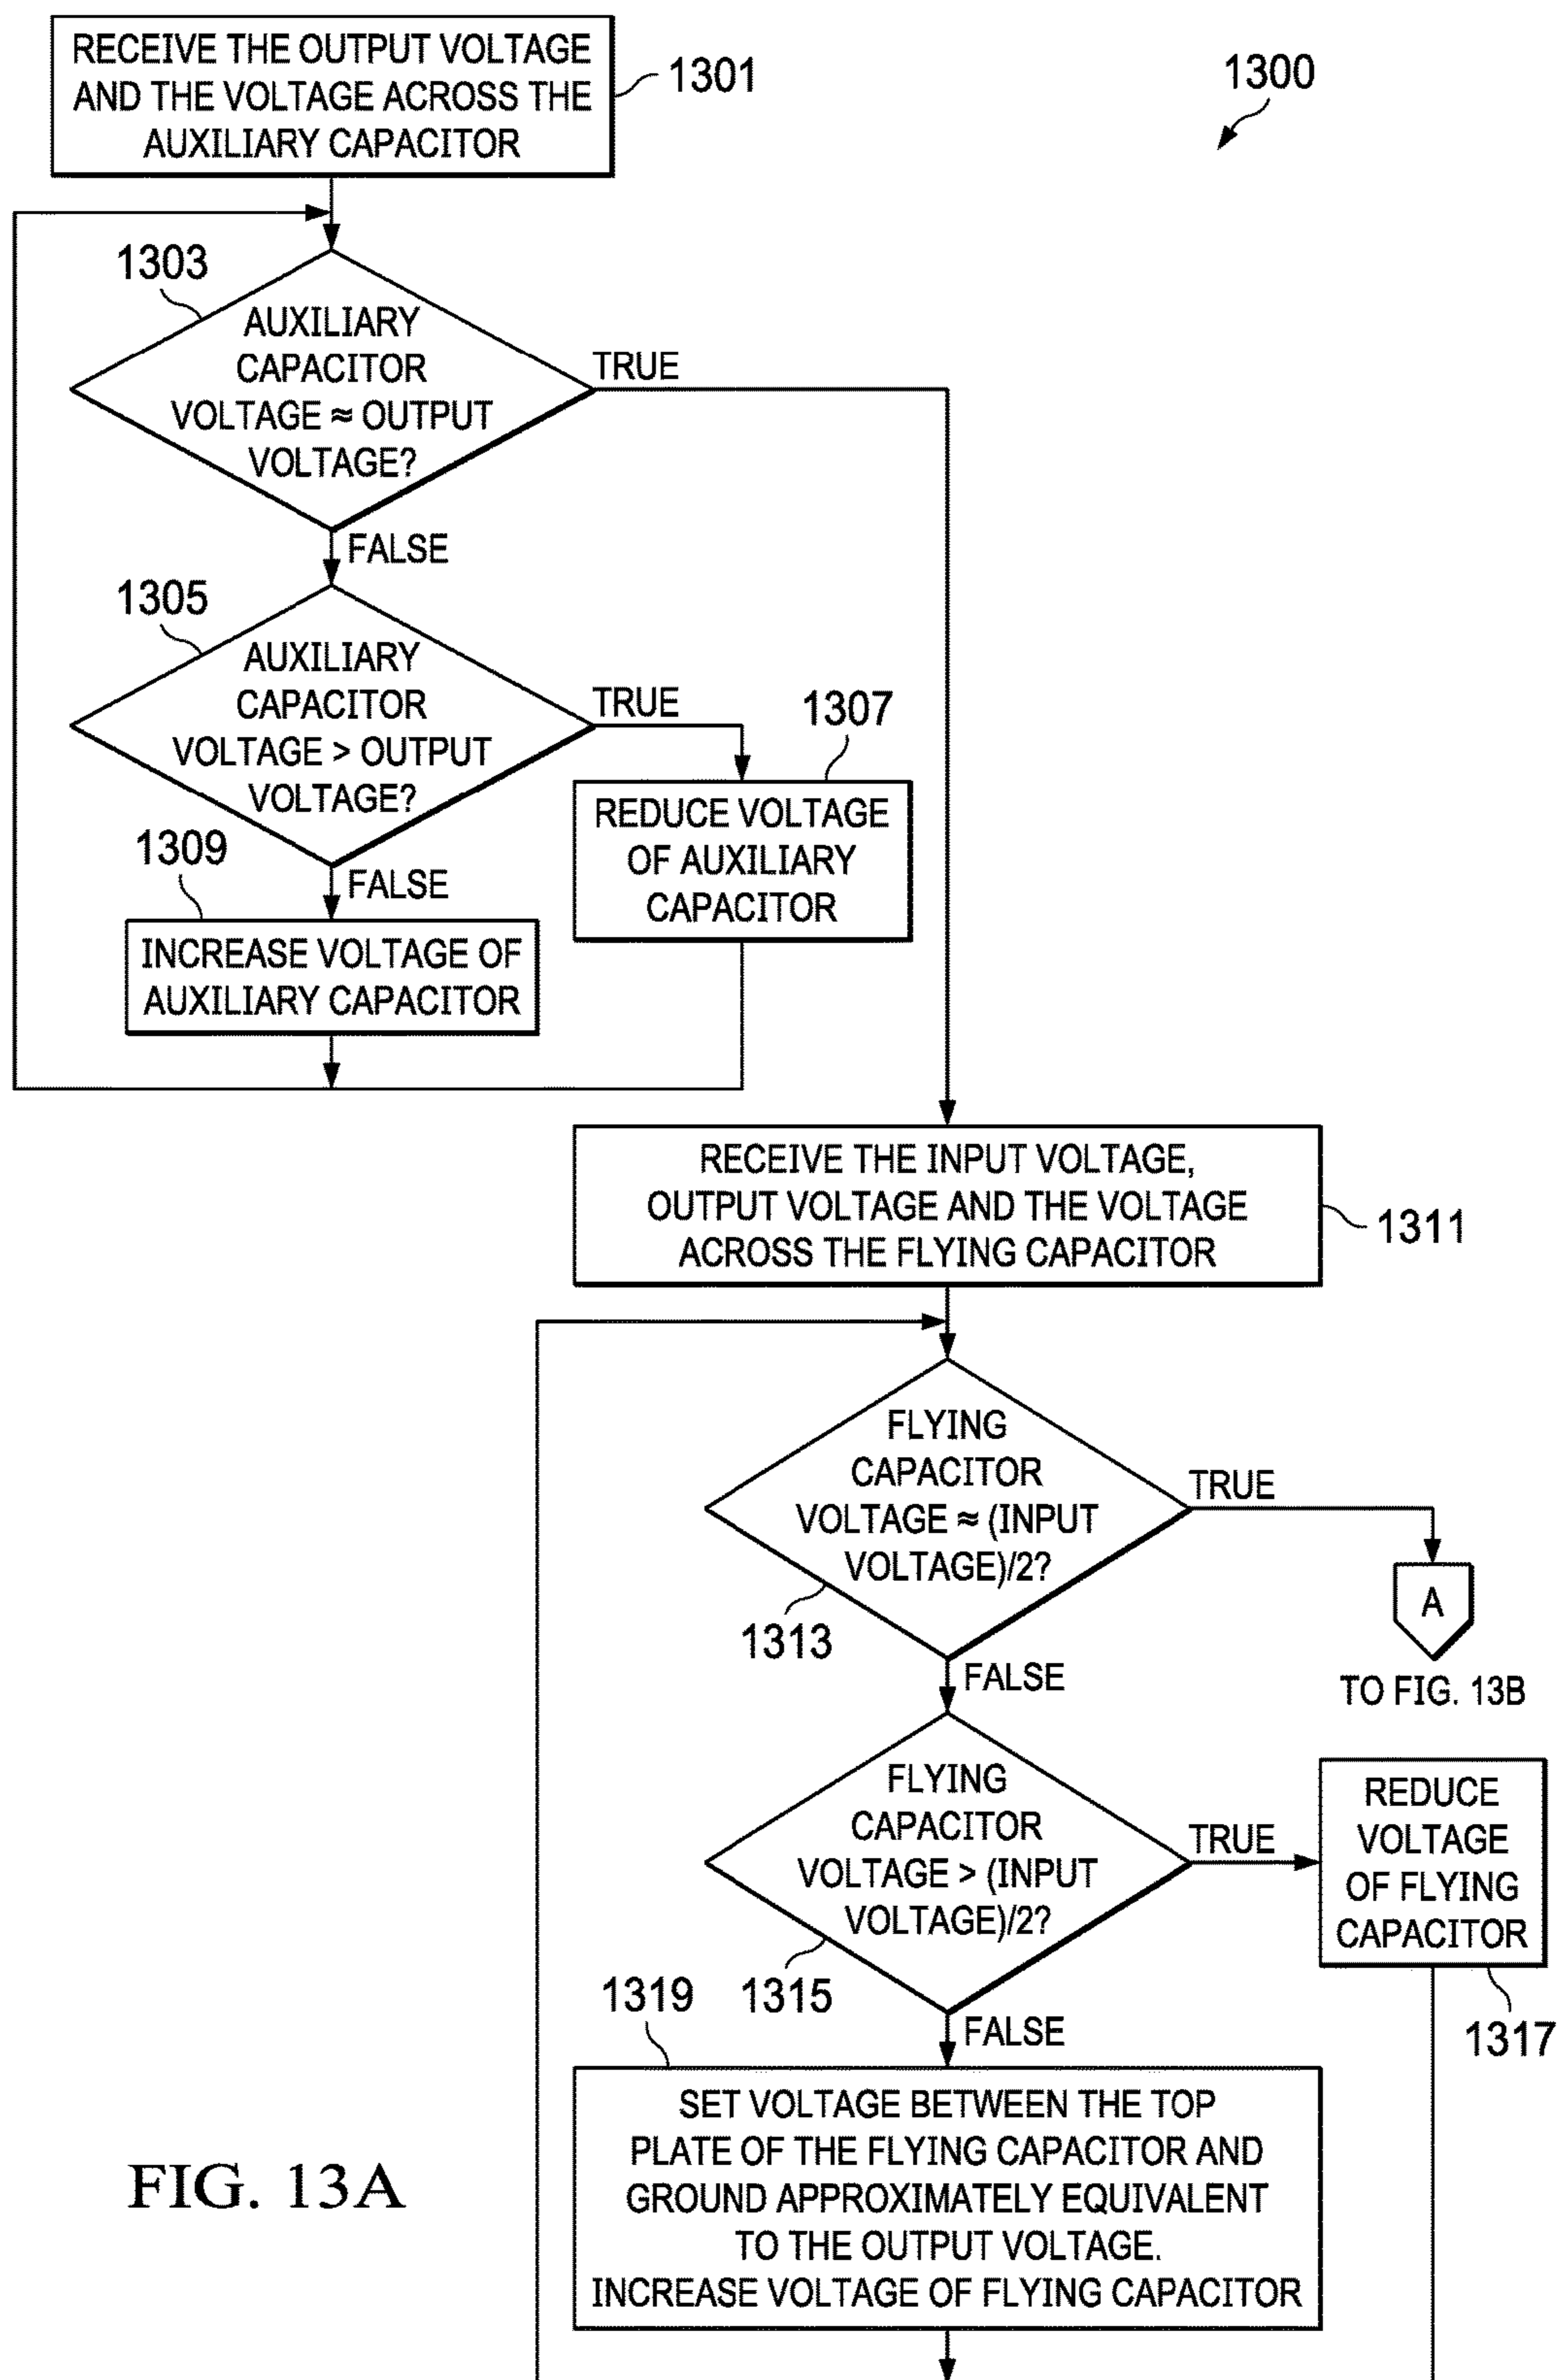 RECEIVE THE OUTPUT VOLTAGE
AND THE VOLTAGE ACROSS THE
AUXILIARY CAPACITOR
1301
1300
1303
AUXILIARY
CAPACITOR
VOLTAGE ≈ OUTPUT
VOLTAGE?
TRUE
FALSE
1305
AUXILIARY
CAPACITOR
VOLTAGE > OUTPUT
VOLTAGE?
TRUE
1307
REDUCE VOLTAGE
OF AUXILIARY
CAPACITOR
FALSE
1309
INCREASE VOLTAGE OF
AUXILIARY CAPACITOR
RECEIVE THE INPUT VOLTAGE,
OUTPUT VOLTAGE AND THE VOLTAGE
ACROSS THE FLYING CAPACITOR
1311
FLYING
CAPACITOR
VOLTAGE ≈ (INPUT
VOLTAGE)/2?
1313
TRUE
A
TO FIG. 13B
FALSE
FLYING
CAPACITOR
VOLTAGE > (INPUT
VOLTAGE)/2?
1315
TRUE
REDUCE
VOLTAGE
OF FLYING
CAPACITOR
1317
FALSE
1319
SET VOLTAGE BETWEEN THE TOP
PLATE OF THE FLYING CAPACITOR AND
GROUND APPROXIMATELY EQUIVALENT
TO THE OUTPUT VOLTAGE.
INCREASE VOLTAGE OF FLYING CAPACITOR
FIG. 13A